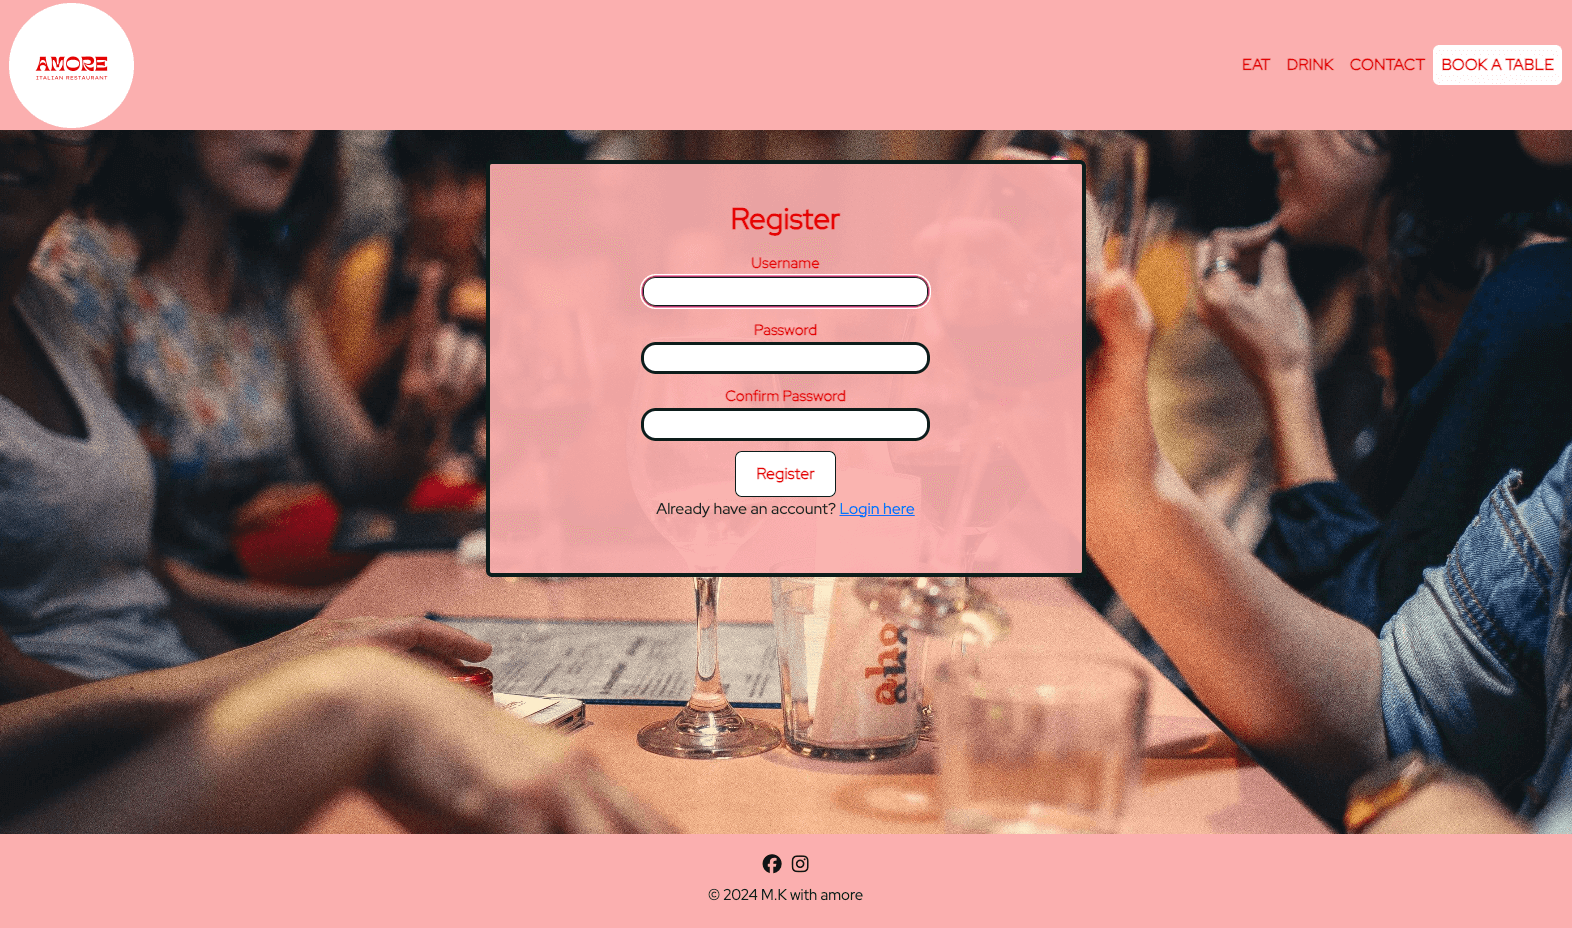 AMORE
ITALIAN RESTAURANT
EAT DRINK CONTACT BOOK A TABLE
Register
Username
Password
Confirm Password
Register
Already have an account? Login here
© 2024 M.K with amore